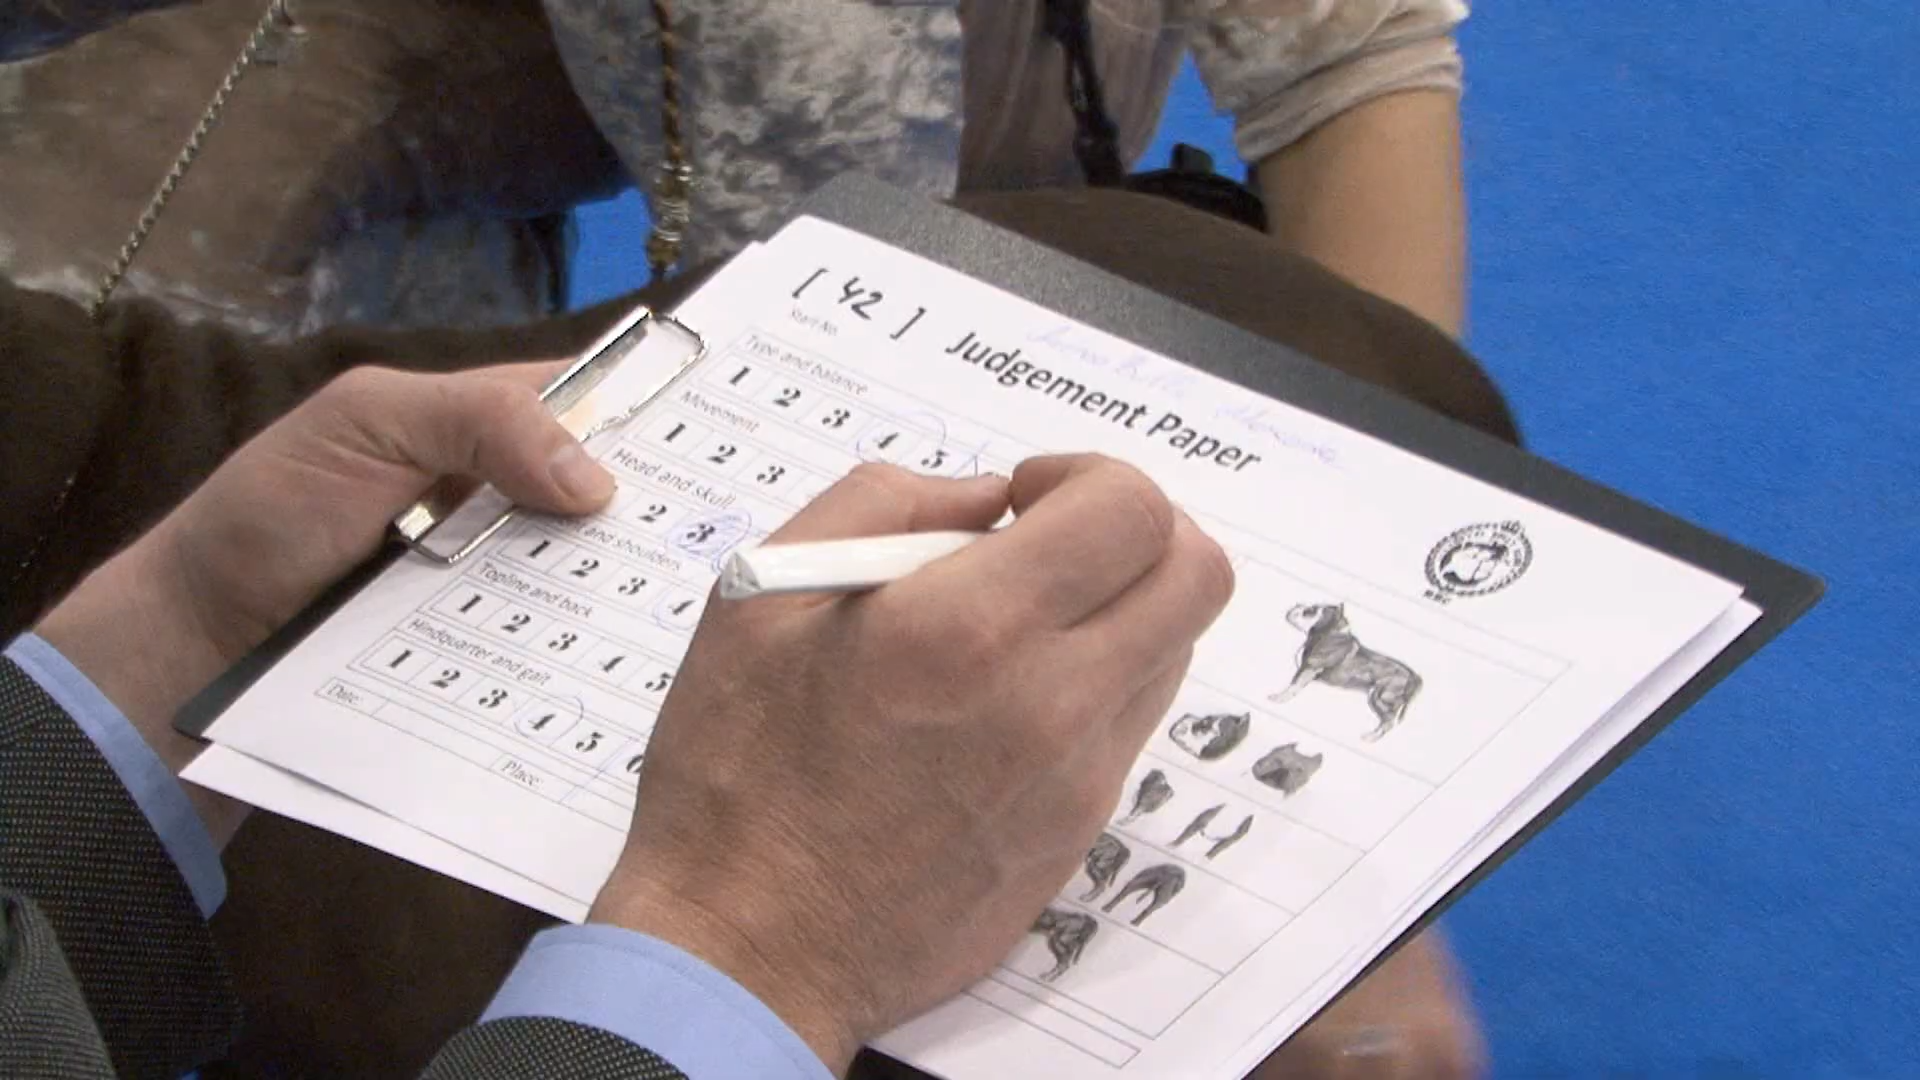 [ 42 ] Judgement Paper
Start No.
Type and balance
1 2 3 4 5
Movement
1 2 3
Head and skull
2 3
and shoulders
1 2 3 4
Topline and back
1 2 3 4 5
Hindquarter and gait
1 2 3 4 5 6
Date:
Place: